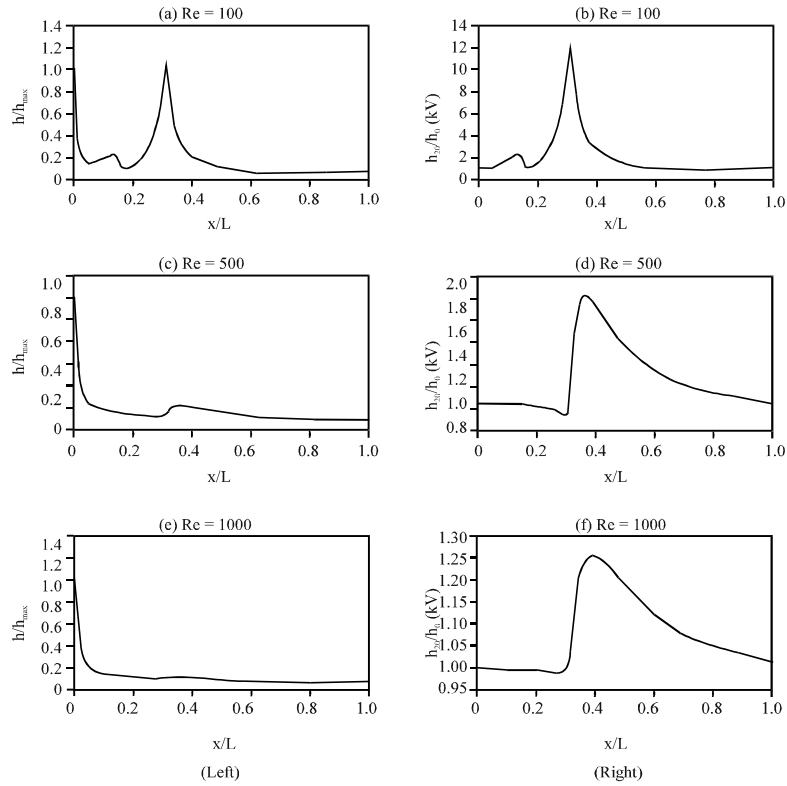 (a) Re = 100
h/h_max
1.4
1.2
1.0
0.8
0.6
0.4
0.2
0
0 0.2 0.4 0.6 0.8 1.0
x/L
(b) Re = 100
h_20/h_0 (kV)
14
12
10
8
6
4
2
0
0 0.2 0.4 0.6 0.8 1.0
x/L
(c) Re = 500
h/h_max
1.0
0.8
0.6
0.4
0.2
0
0 0.2 0.4 0.6 0.8 1.0
x/L
(d) Re = 500
h_20/h_0 (kV)
2.0
1.8
1.6
1.4
1.2
1.0
0.8
0 0.2 0.4 0.6 0.8 1.0
x/L
(e) Re = 1000
h/h_max
1.4
1.2
1.0
0.8
0.6
0.4
0.2
0
0 0.2 0.4 0.6 0.8 1.0
x/L
(Left)
(f) Re = 1000
h_20/h_0 (kV)
1.30
1.25
1.20
1.15
1.10
1.05
1.00
0.95
0 0.2 0.4 0.6 0.8 1.0
x/L
(Right)